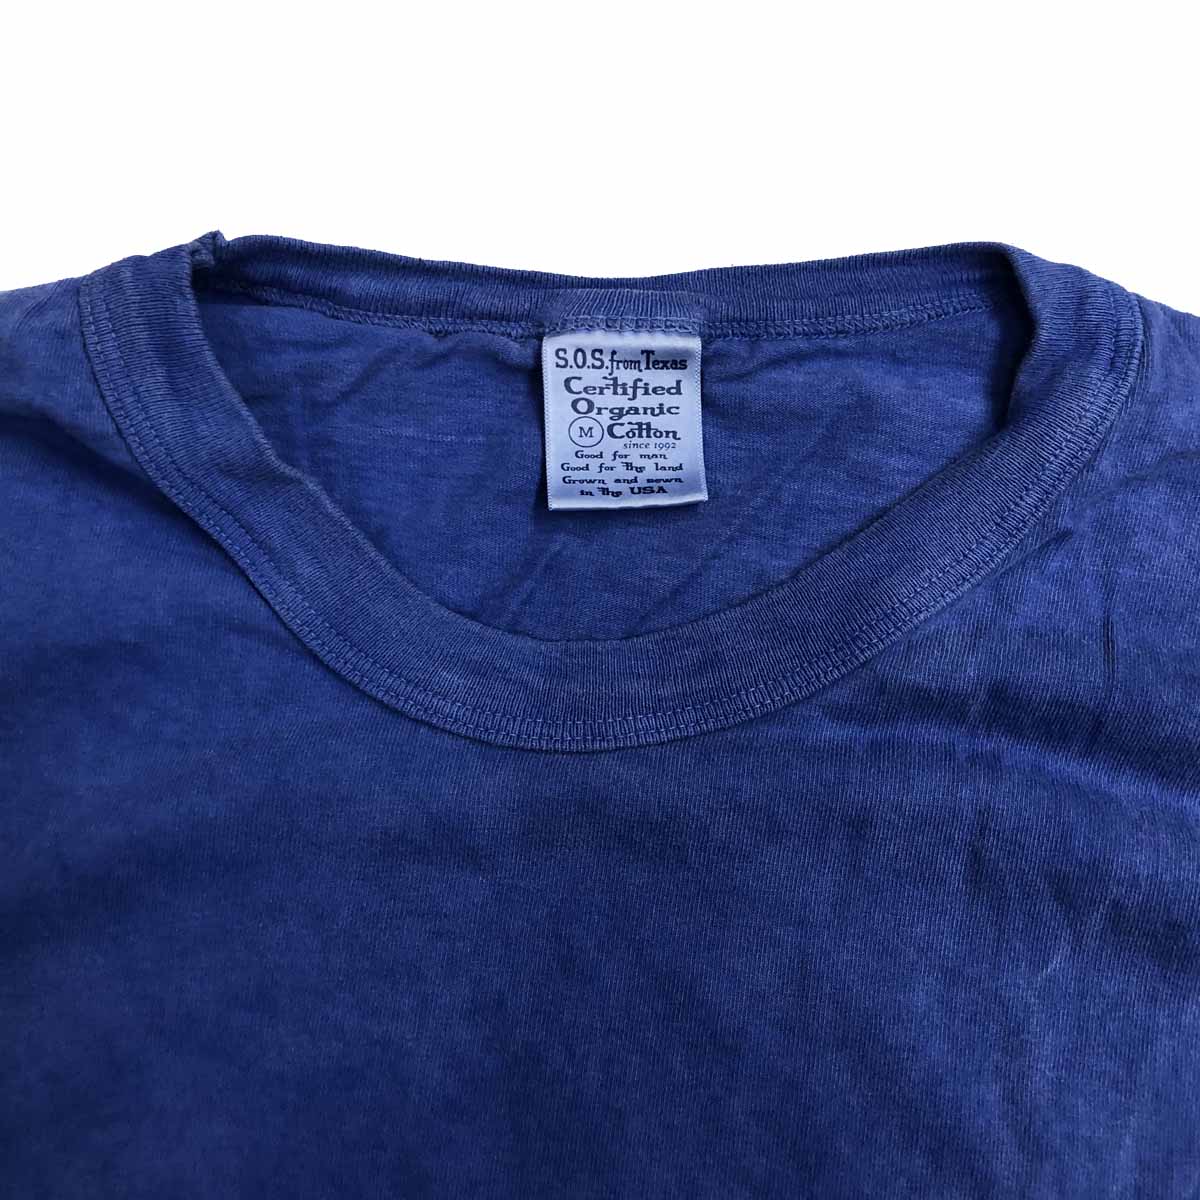 S.O.S. from Texas
Certified
Organic
M Cotton
since 1992
Good for man
Good for the land
Grown and sewn
in the USA